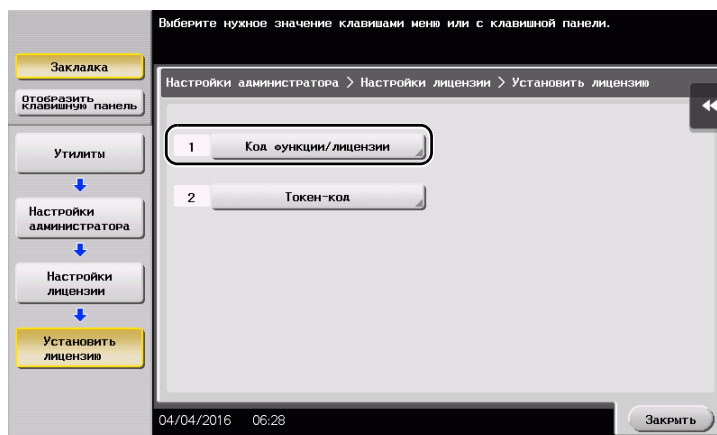 Выберите нужное значение клавишами меню или с клавишной панели.
Закладка
Отобразить
клавишную панель
Утилиты
Настройки
администратора
Настройки
лицензии
Установить
лицензию
Настройки администратора > Настройки лицензии > Установить лицензию
1 Код функции/лицензии
2 Токен-код
04/04/2016 06:28
Закрыть